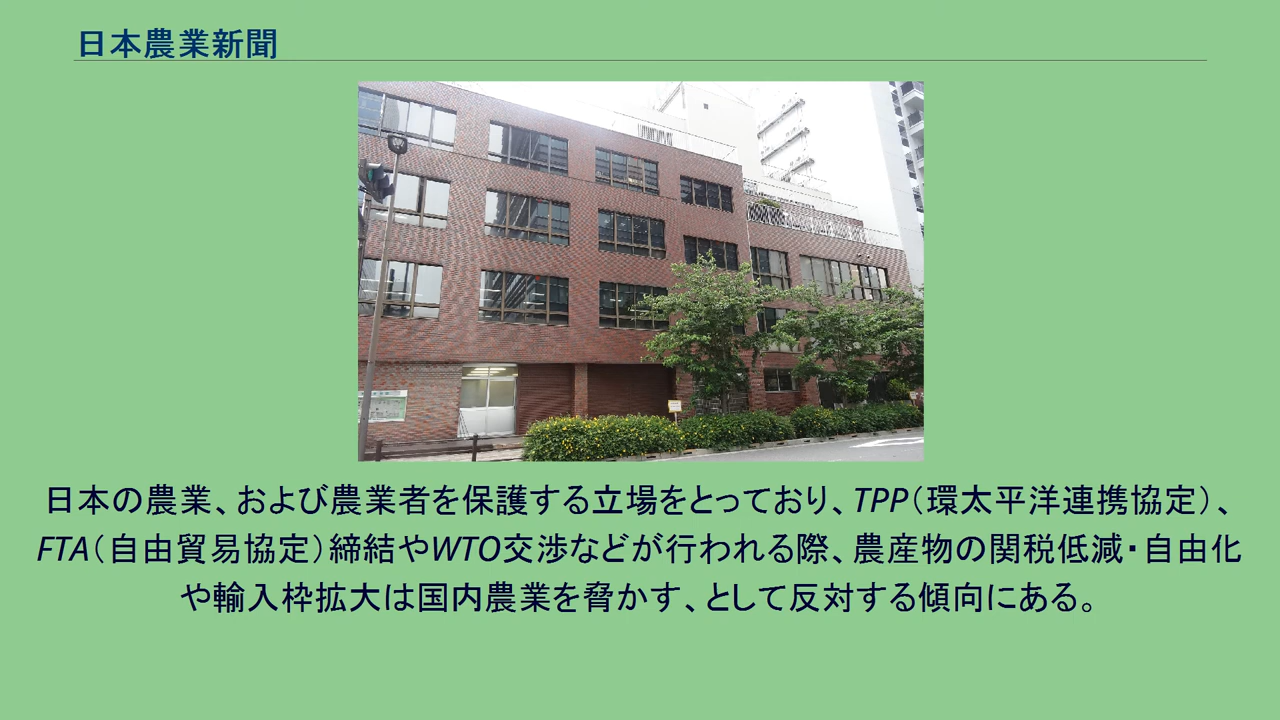 日本農業新聞
日本の農業、および農業者を保護する立場をとっており、TPP（環太平洋連携協定）、
FTA（自由貿易協定）締結やWTO交渉などが行われる際、農産物の関税低減・自由化
や輸入枠拡大は国内農業を脅かす、として反対する傾向にある。